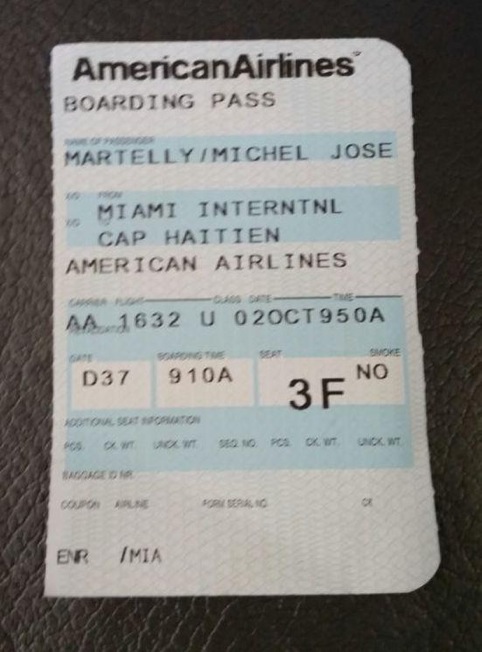 AmericanAirlines
BOARDING PASS
NAME OF PASSENGER
MARTELLY/MICHEL JOSE
X/O FROM
MIAMI INTERNTNL
X/O
CAP HAITIEN
AMERICAN AIRLINES
CARRIER FLIGHT CLASS DATE TIME
AA 1632 U 02OCT950A
GATE BOARDING TIME SEAT SMOKE
D37 910A 3F NO
ADDITIONAL SEAT INFORMATION
PCS. CK. WT. UNCK. WT. SEQ. NO. PCS. CK. WT. UNCK. WT.
BAGGAGE ID NR.
COUPON AIRLINE FORM SERIAL NO. CK
ENR /MIA